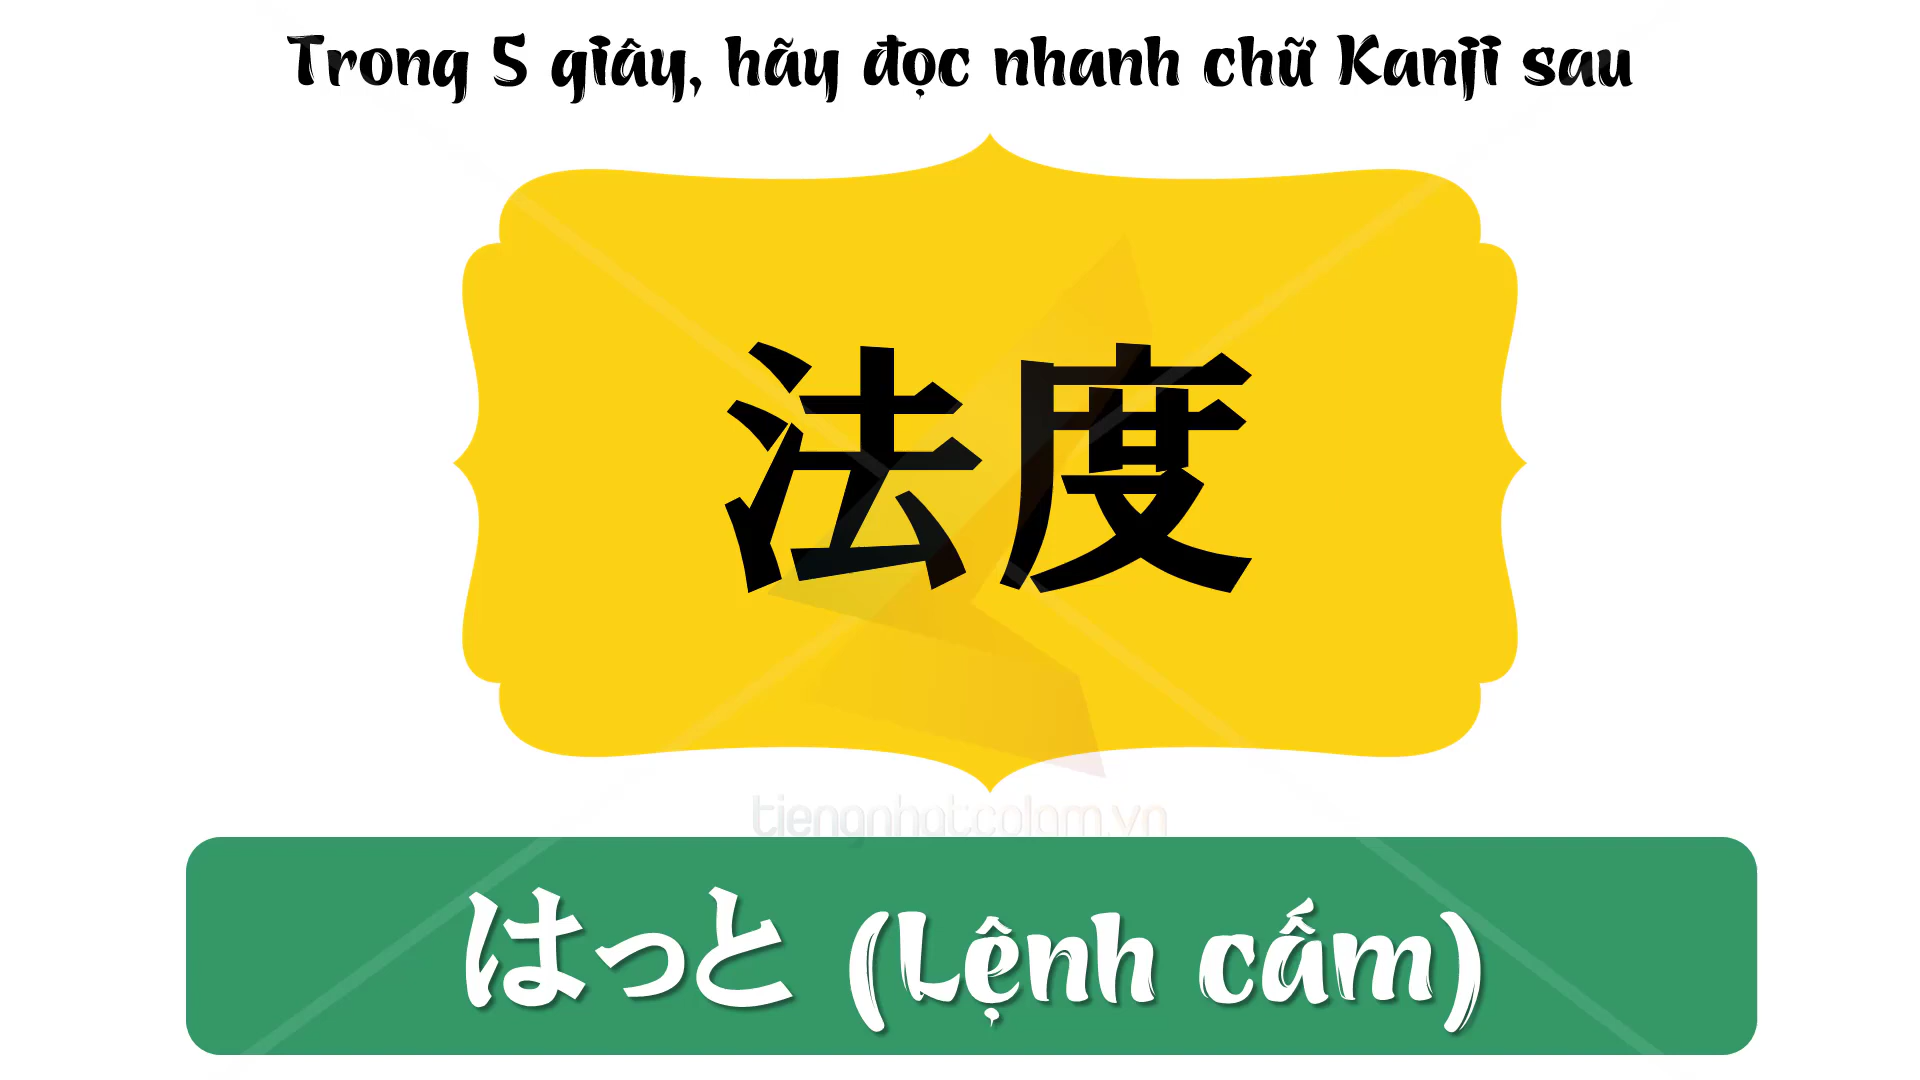 Trong 5 giây, hãy đọc nhanh chữ Kanji sau
法度
tiengnhatcolam.vn
はっと (Lệnh cấm)